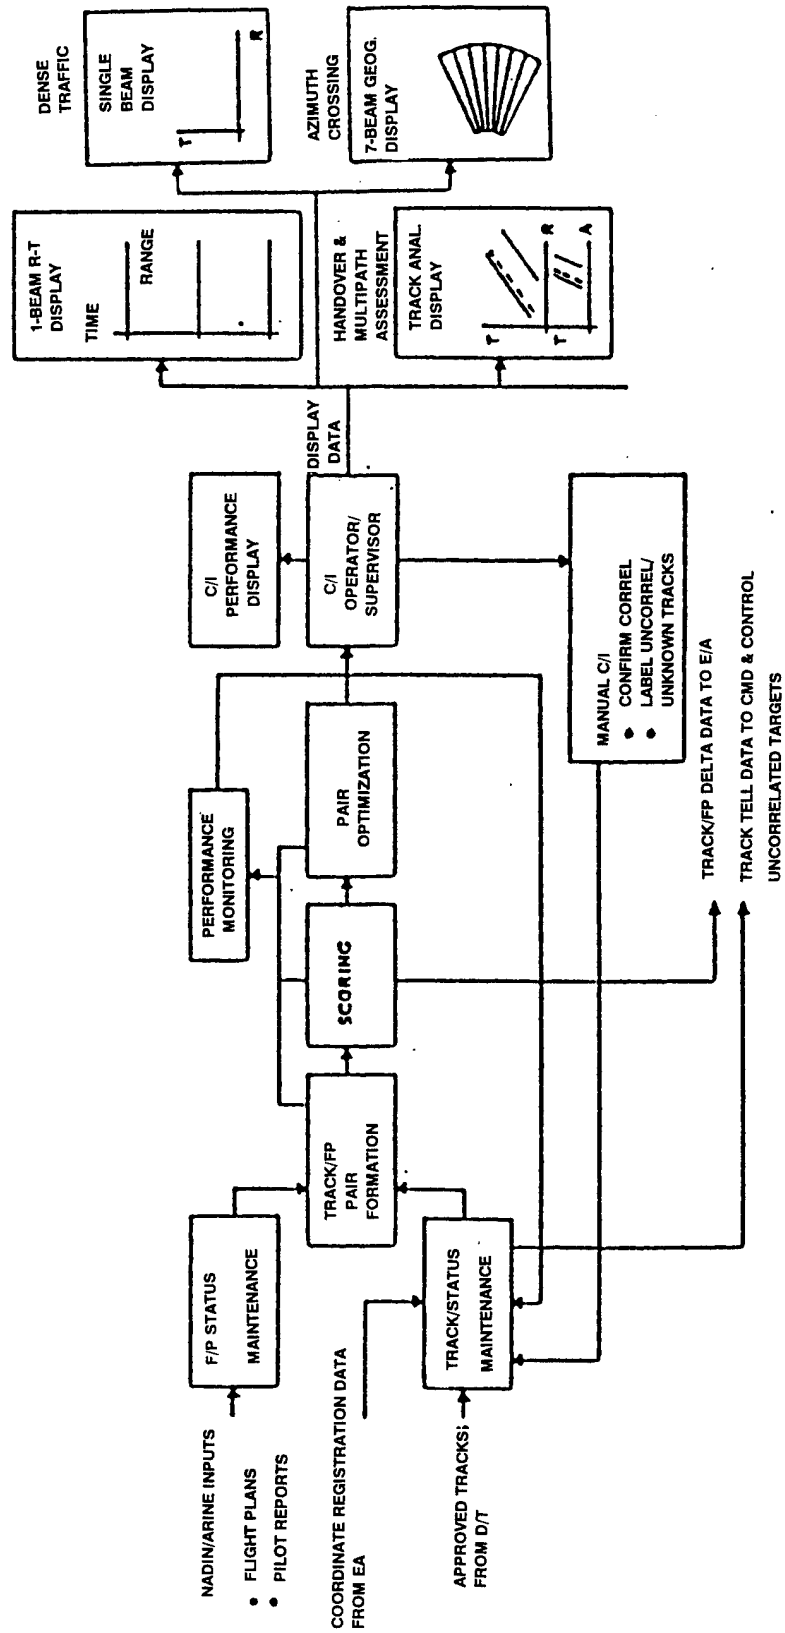 NADIN/ARINE INPUTS
• FLIGHT PLANS
• PILOT REPORTS
COORDINATE REGISTRATION DATA
FROM EA
APPROVED TRACKS;
FROM D/T
F/P STATUS
MAINTENANCE
TRACK/STATUS
MAINTENANCE
TRACK/FP
PAIR
FORMATION
SCORING
PAIR
OPTIMIZATION
PERFORMANCE
MONITORING
C/I
PERFORMANCE
DISPLAY
C/I
OPERATOR/
SUPERVISOR
MANUAL C/I
• CONFIRM CORREL
• LABEL UNCORREL/
UNKNOWN TRACKS
TRACK/FP DELTA DATA TO E/A
TRACK TELL DATA TO CMD & CONTROL
UNCORRELATED TARGETS
DISPLAY
DATA
1-BEAM R-T
DISPLAY
TIME
RANGE
HANDOVER &
MULTIPATH
ASSESSMENT
TRACK ANAL.
DISPLAY
T
R
T
A
DENSE
TRAFFIC
SINGLE
BEAM
DISPLAY
T
R
AZIMUTH
CROSSING
7-BEAM GEOG.
DISPLAY